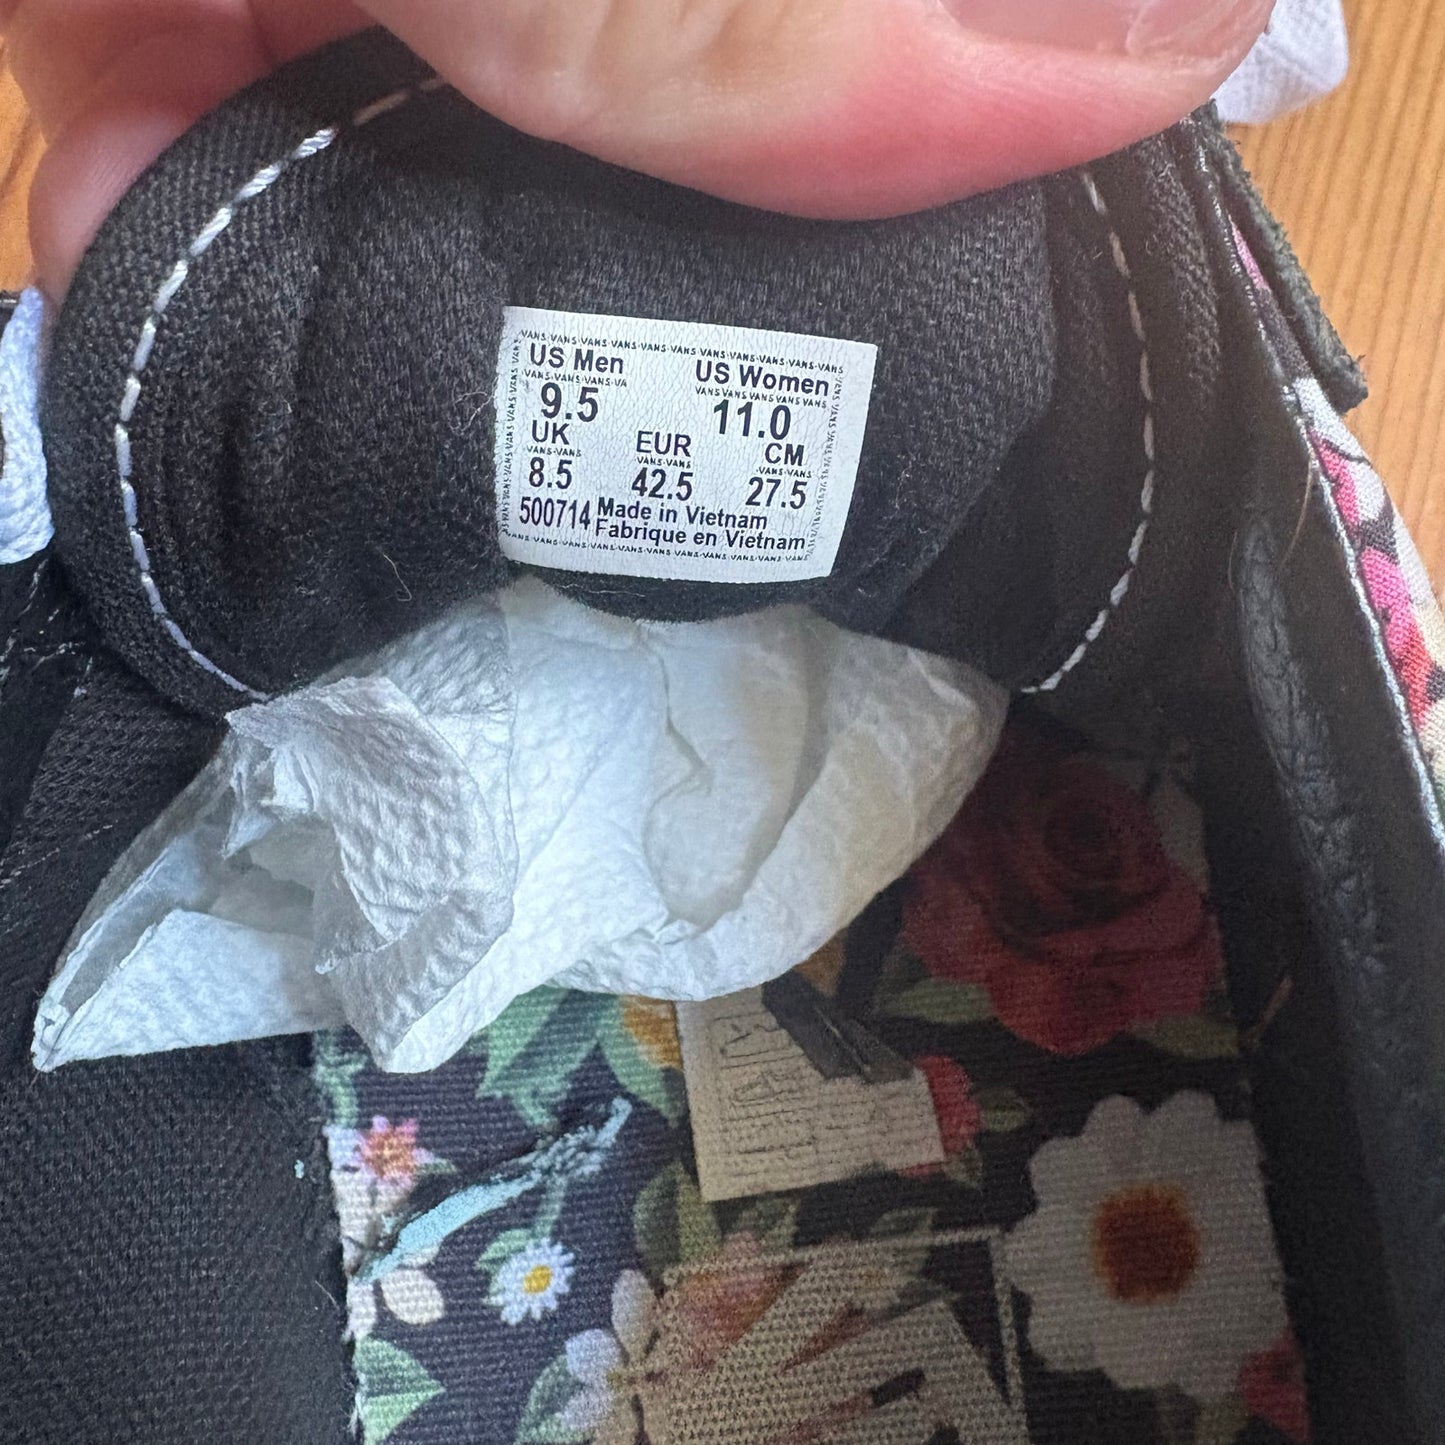 US Men US Women
9.5 11.0
UK EUR CM
8.5 42.5 27.5
500714 Made in Vietnam
Fabrique en Vietnam